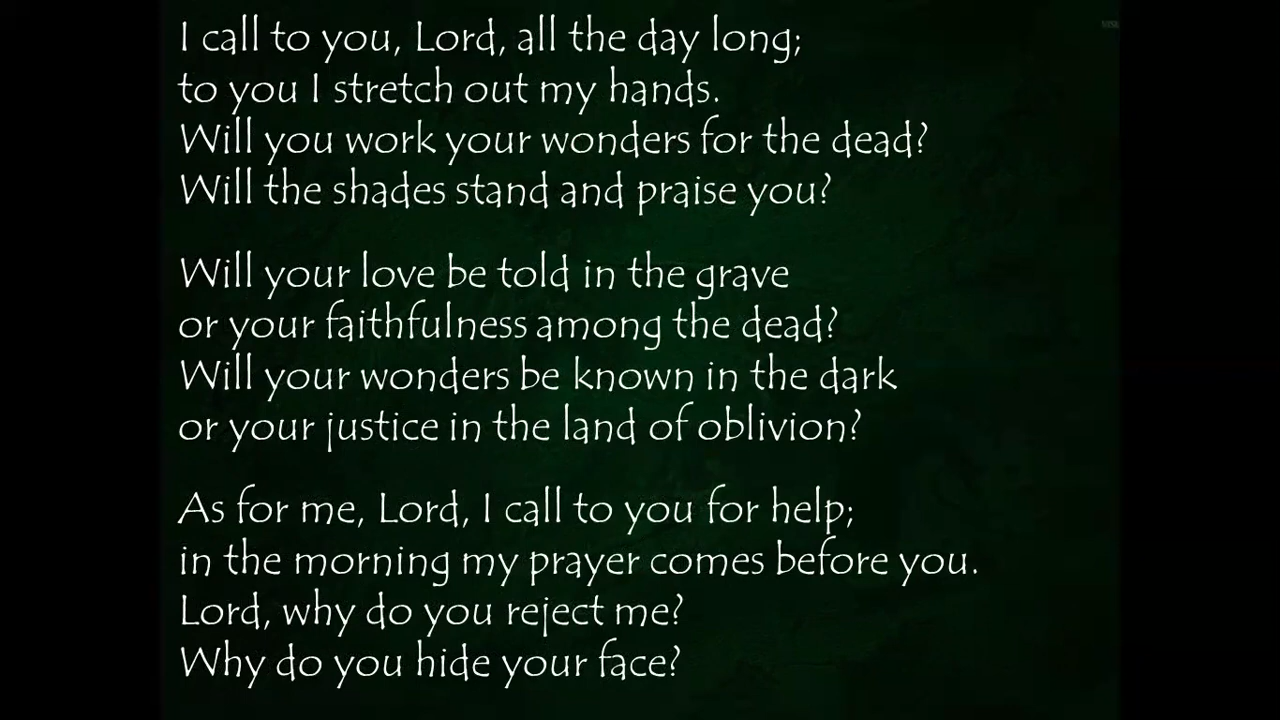 I call to you, Lord, all the day long;
to you I stretch out my hands.
Will you work your wonders for the dead?
Will the shades stand and praise you?
Will your love be told in the grave
or your faithfulness among the dead?
Will your wonders be known in the dark
or your justice in the land of oblivion?
As for me, Lord, I call to you for help;
in the morning my prayer comes before you.
Lord, why do you reject me?
Why do you hide your face?